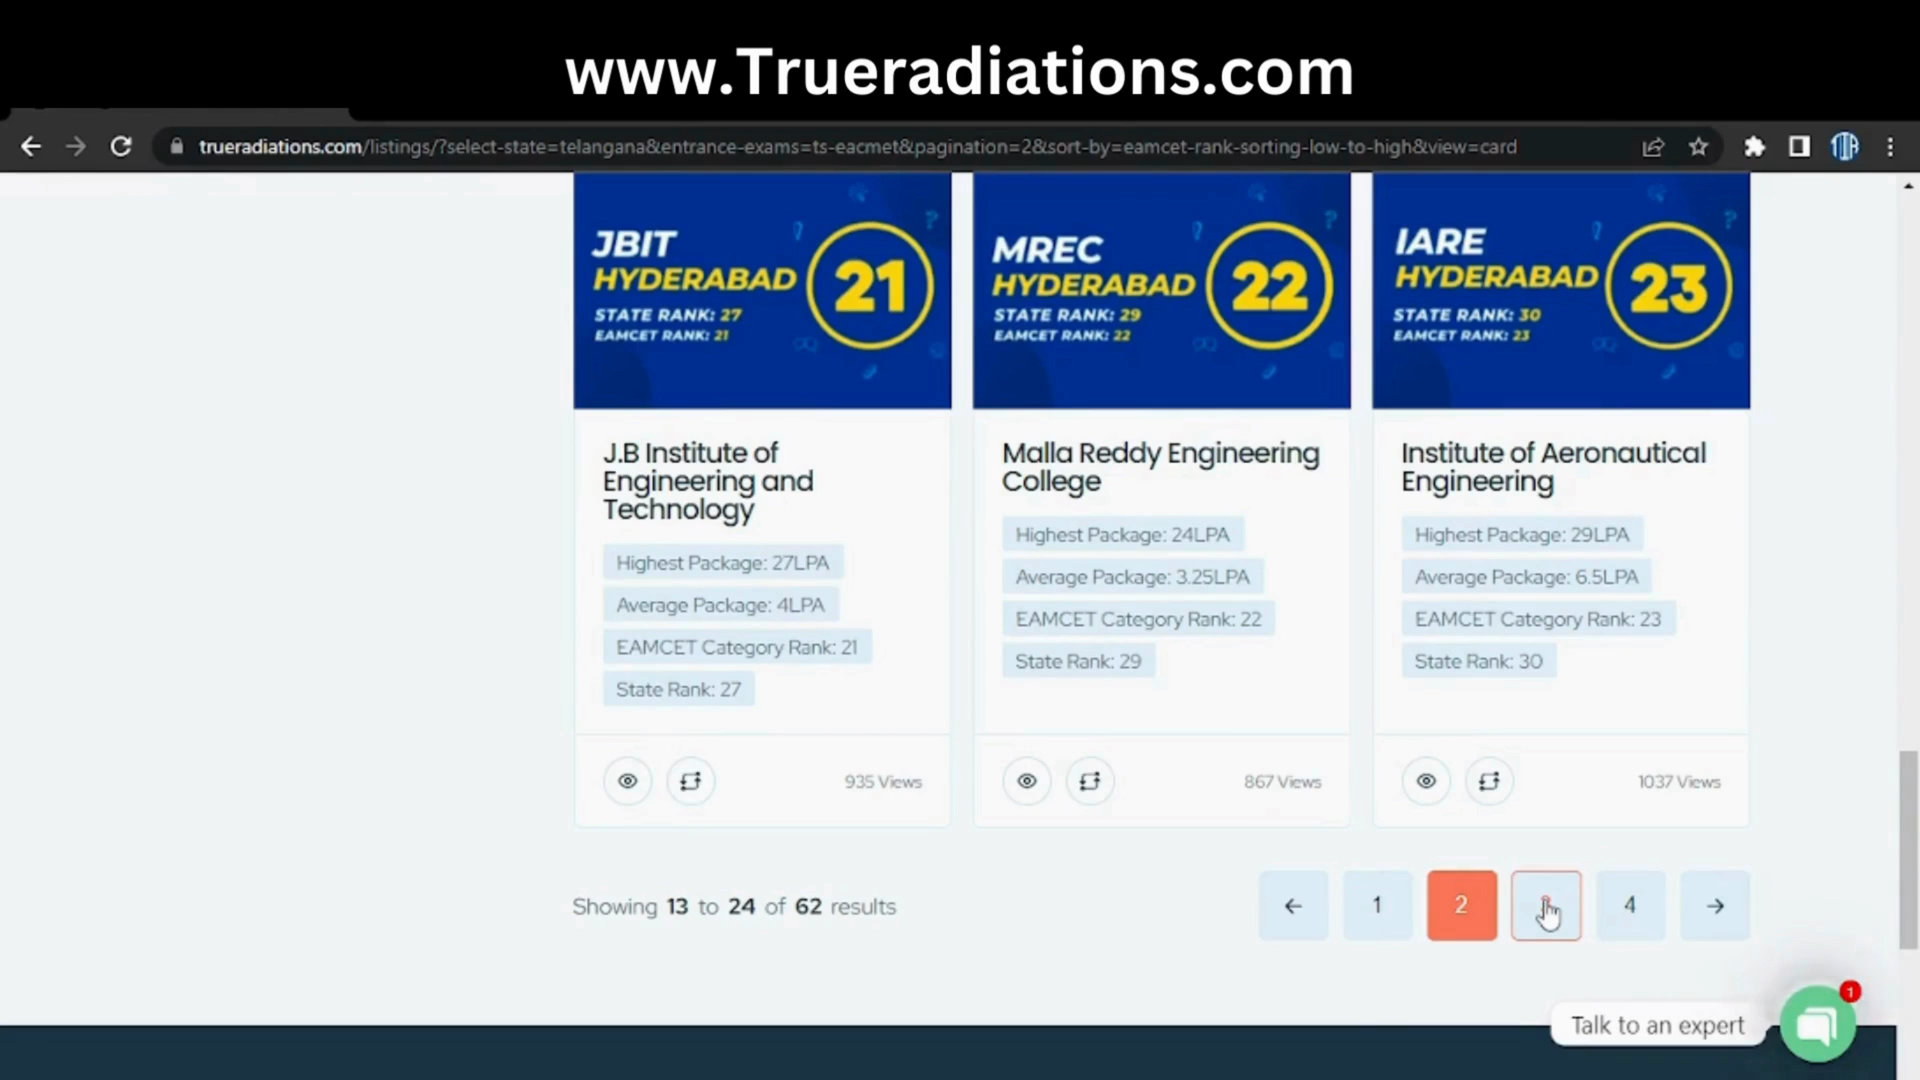 www.Trueradiations.com
trueradiations.com/listings/?select-state=telangana&entrance-exams=ts-eacmet&pagination=2&sort-by=eamcet-rank-sorting-low-to-high&view=card
JBIT
HYDERABAD
21
STATE RANK: 27
EAMCET RANK: 21
J.B Institute of
Engineering and
Technology
Highest Package: 27LPA
Average Package: 4LPA
EAMCET Category Rank: 21
State Rank: 27
935 Views
MREC
HYDERABAD
22
STATE RANK: 29
EAMCET RANK: 22
Malla Reddy Engineering
College
Highest Package: 24LPA
Average Package: 3.25LPA
EAMCET Category Rank: 22
State Rank: 29
867 Views
IARE
HYDERABAD
23
STATE RANK: 30
EAMCET RANK: 23
Institute of Aeronautical
Engineering
Highest Package: 29LPA
Average Package: 6.5LPA
EAMCET Category Rank: 23
State Rank: 30
1037 Views
Showing 13 to 24 of 62 results
1 2 4
1
Talk to an expert